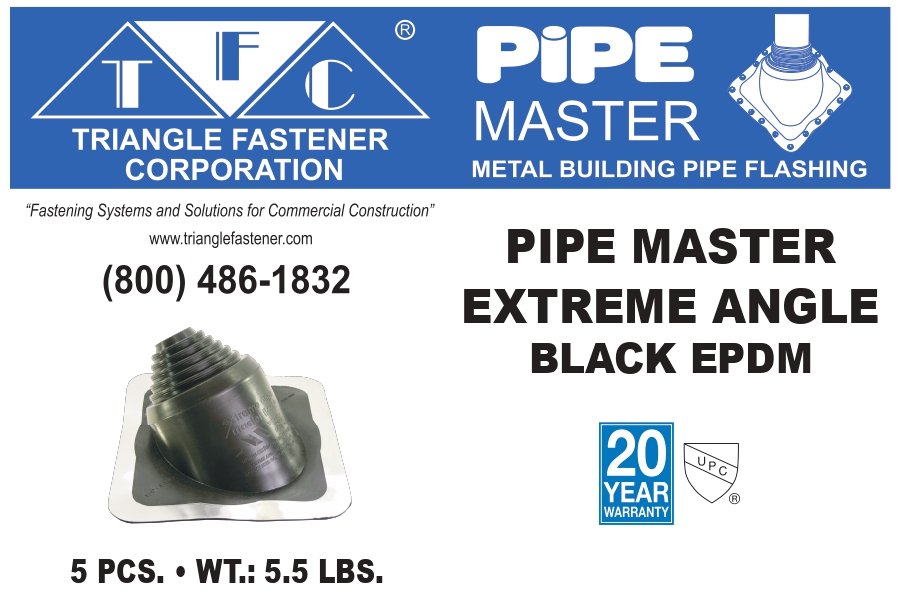 TFC®
TRIANGLE FASTENER
CORPORATION
PiPE
MASTER
METAL BUILDING PIPE FLASHING
“Fastening Systems and Solutions for Commercial Construction”
www.trianglefastener.com
(800) 486-1832
5 PCS. • WT.: 5.5 LBS.
PIPE MASTER
EXTREME ANGLE
BLACK EPDM
20
YEAR
WARRANTY
UPC
®